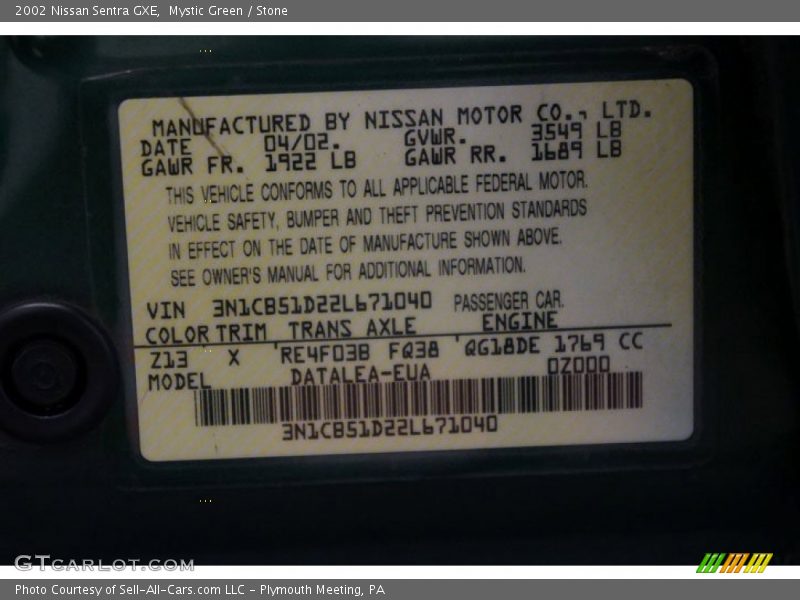 2002 Nissan Sentra GXE,  Mystic Green / Stone
MANUFACTURED BY NISSAN MOTOR CO., LTD.
DATE 04/02. GVWR. 3549 LB
GAWR FR. 1922 LB GAWR RR. 1689 LB
THIS VEHICLE CONFORMS TO ALL APPLICABLE FEDERAL MOTOR.
VEHICLE SAFETY, BUMPER AND THEFT PREVENTION STANDARDS
IN EFFECT ON THE DATE OF MANUFACTURE SHOWN ABOVE.
SEE OWNER'S MANUAL FOR ADDITIONAL INFORMATION.
VIN 3N1CB51D22L671040 PASSENGER CAR.
COLOR TRIM TRANS AXLE ENGINE
Z13 X RE4F03B FQ38 QG18DE 1769 CC
MODEL DATALEA-EUA 0Z000
3N1CB51D22L671040
GTCARLOT.COM
Photo Courtesy of Sell-All-Cars.com LLC - Plymouth Meeting, PA